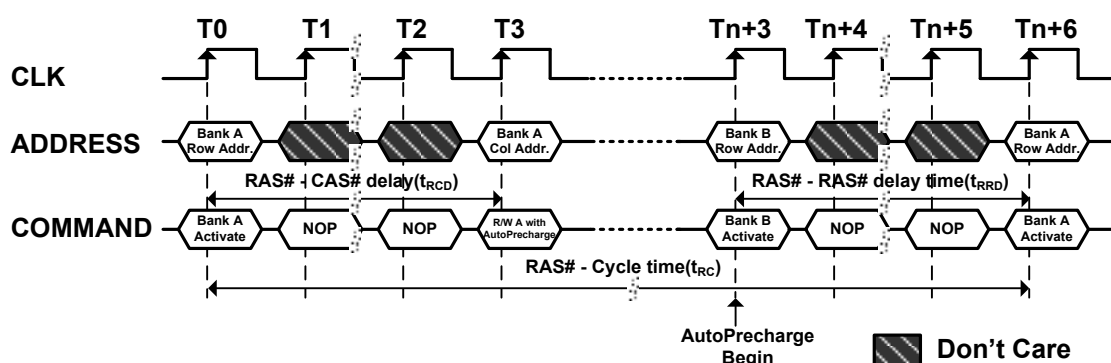 T0 T1 T2 T3 Tn+3 Tn+4 Tn+5 Tn+6
CLK
ADDRESS
Bank A
Row Addr.
Bank A
Col Addr.
Bank B
Row Addr.
Bank A
Row Addr.
RAS# - CAS# delay(tRCD)
RAS# - RAS# delay time(tRRD)
COMMAND
Bank A
Activate
NOP
NOP
R/W A with
AutoPrecharge
Bank B
Activate
NOP
NOP
Bank A
Activate
RAS# - Cycle time(tRC)
AutoPrecharge
Begin
Don't Care